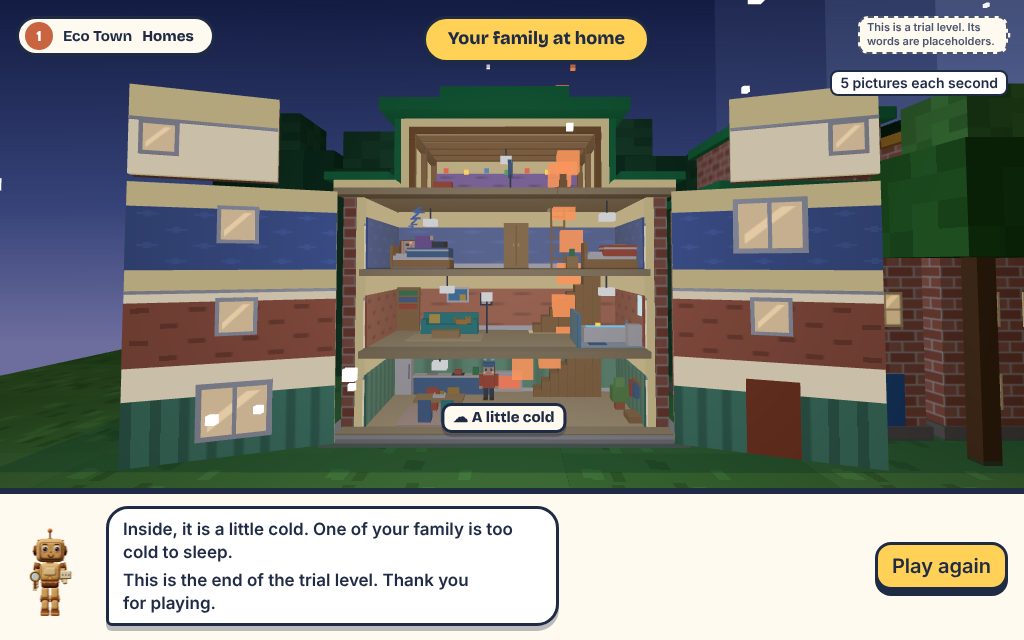 1 Eco Town Homes
Your family at home
This is a trial level. Its
words are placeholders.
5 pictures each second
A little cold
Inside, it is a little cold. One of your family is too
cold to sleep.
This is the end of the trial level. Thank you
for playing.
Play again